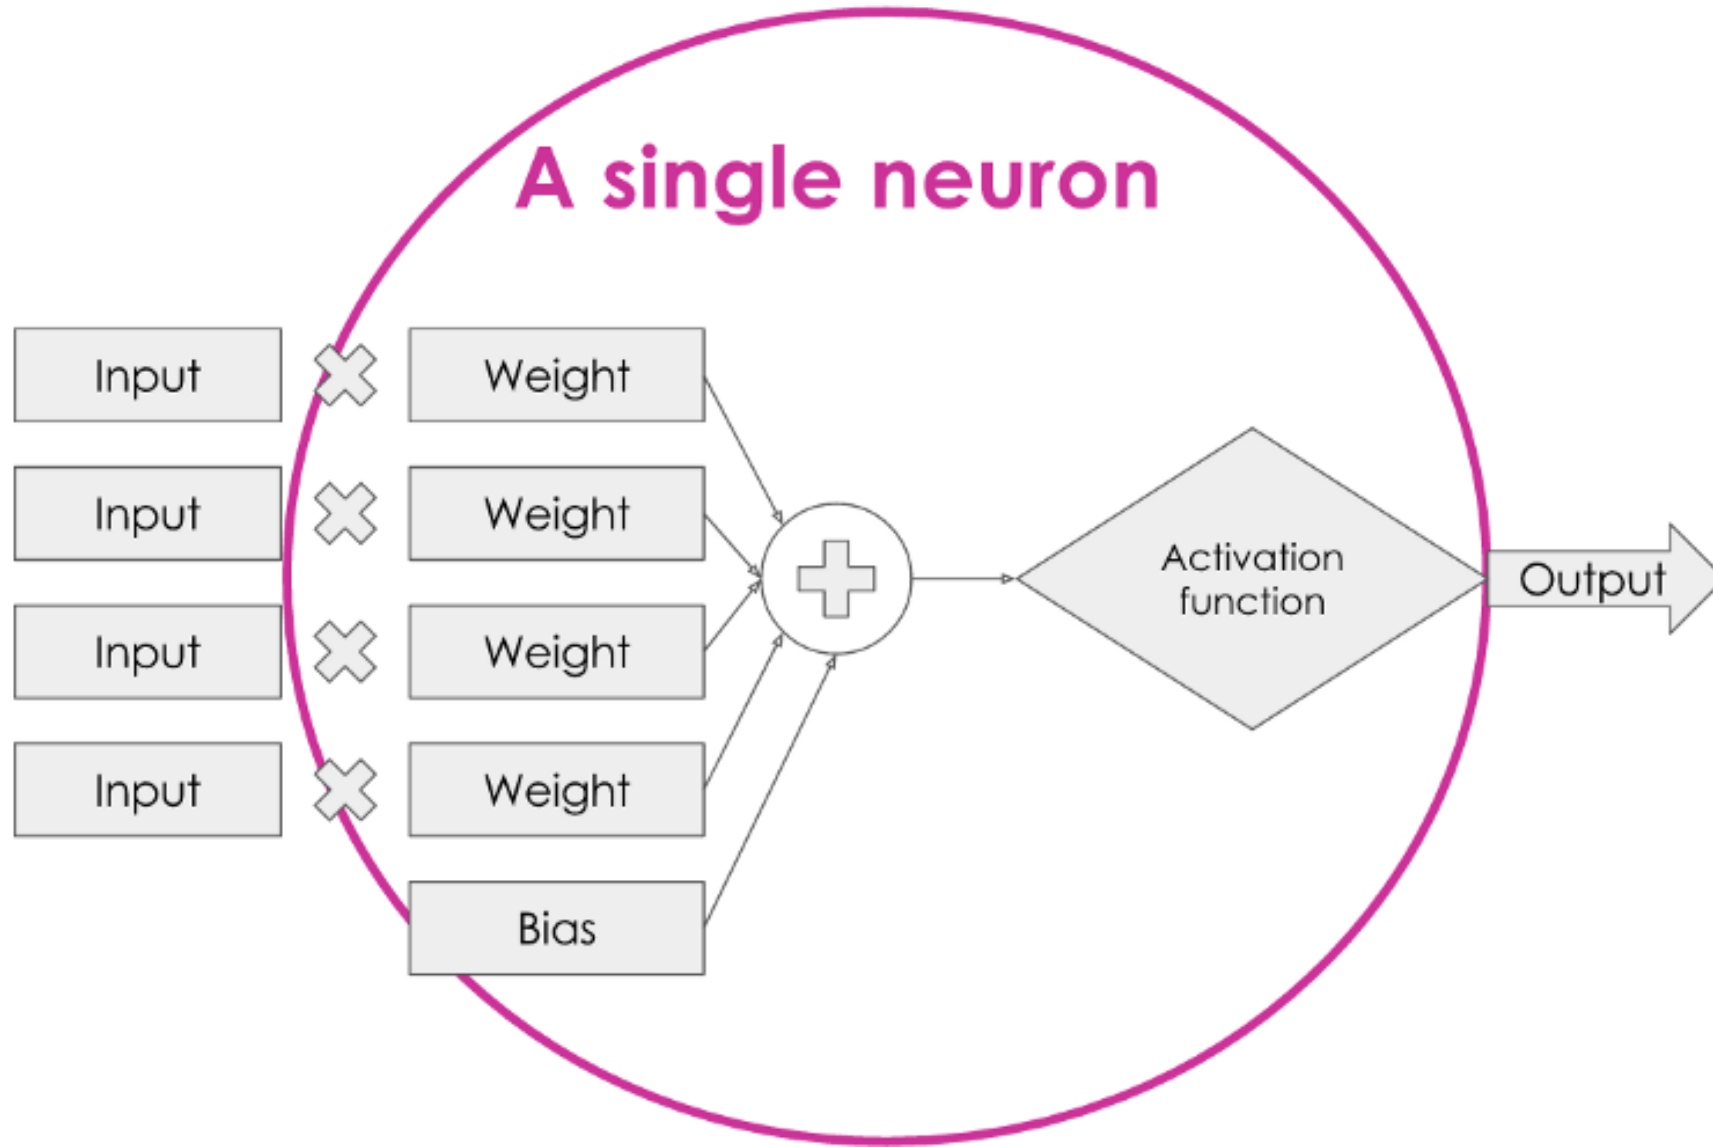 A single neuron
Input
Weight
Input
Weight
Input
Weight
Input
Weight
Bias
Activation
function
Output